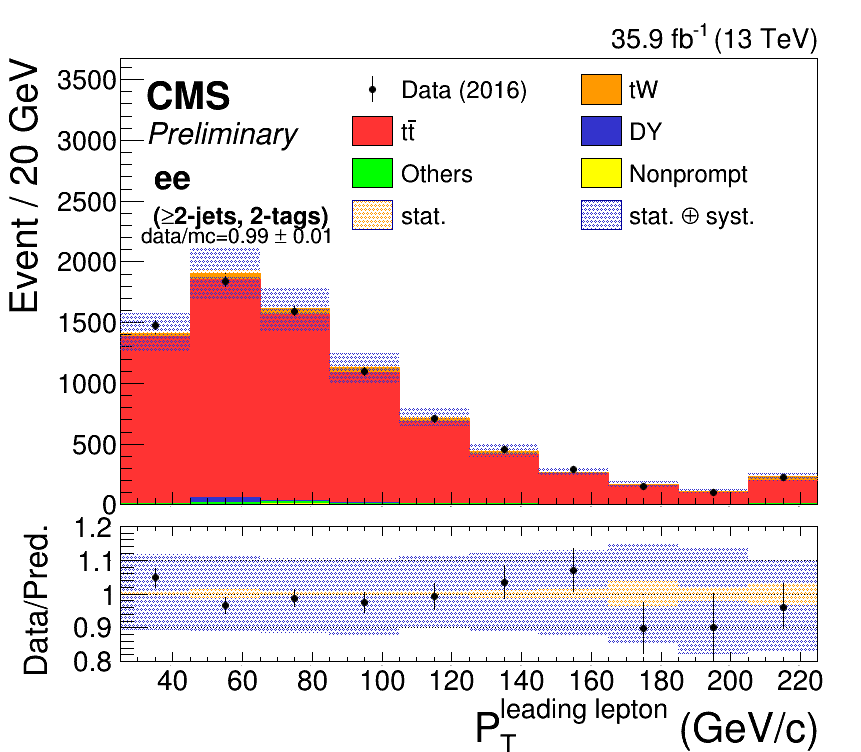 35.9 fb-1 (13 TeV)
Event / 20 GeV
3500
3000
2500
2000
1500
1000
500
0
CMS
Preliminary
ee
(≥2-jets, 2-tags)
data/mc=0.99 ± 0.01
Data (2016)
tW
tt̄
DY
Others
Nonprompt
stat.
stat. ⊕ syst.
Data/Pred.
1.2
1.1
1
0.9
0.8
40 60 80 100 120 140 160 180 200 220
P_T^leading lepton (GeV/c)